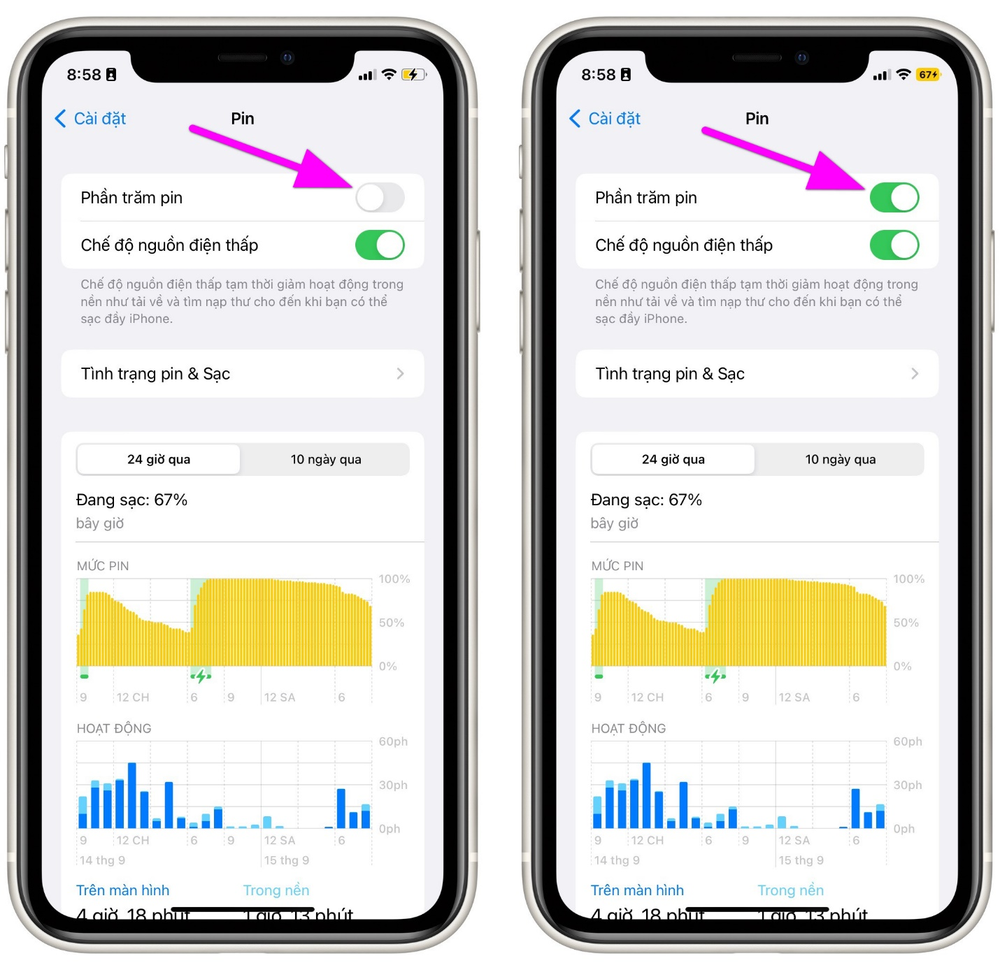 8:58
Cài đặt
Pin
Phần trăm pin
Chế độ nguồn điện thấp
Chế độ nguồn điện thấp tạm thời giảm hoạt động trong
nền như tải về và tìm nạp thư cho đến khi bạn có thể
sạc đầy iPhone.
Tình trạng pin & Sạc
24 giờ qua
10 ngày qua
Đang sạc: 67%
bây giờ
MỨC PIN
100%
50%
0%
9 12 CH 6 9 12 SA 6
HOẠT ĐỘNG
60ph
30ph
0ph
9 12 CH 6 9 12 SA 6
14 thg 9 15 thg 9
Trên màn hình Trong nền
4 giờ, 18 phút 1 giờ, 13 phút
8:58
67
Cài đặt
Pin
Phần trăm pin
Chế độ nguồn điện thấp
Chế độ nguồn điện thấp tạm thời giảm hoạt động trong
nền như tải về và tìm nạp thư cho đến khi bạn có thể
sạc đầy iPhone.
Tình trạng pin & Sạc
24 giờ qua
10 ngày qua
Đang sạc: 67%
bây giờ
MỨC PIN
100%
50%
0%
9 12 CH 6 9 12 SA 6
HOẠT ĐỘNG
60ph
30ph
0ph
9 12 CH 6 9 12 SA 6
14 thg 9 15 thg 9
Trên màn hình Trong nền
4 giờ, 18 phút 1 giờ, 13 phút